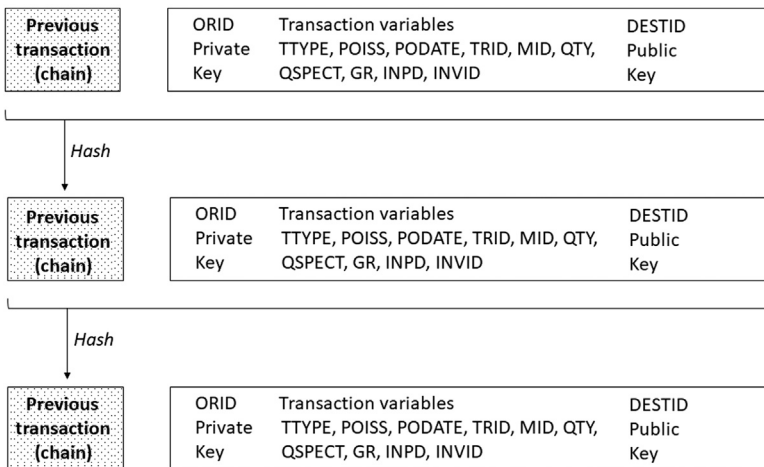 Previous transaction (chain)
ORID Transaction variables DESTID
Private TTYPE, POISS, PODATE, TRID, MID, QTY, Public
Key QSPECT, GR, INPD, INVID Key
Hash
Previous transaction (chain)
ORID Transaction variables DESTID
Private TTYPE, POISS, PODATE, TRID, MID, QTY, Public
Key QSPECT, GR, INPD, INVID Key
Hash
Previous transaction (chain)
ORID Transaction variables DESTID
Private TTYPE, POISS, PODATE, TRID, MID, QTY, Public
Key QSPECT, GR, INPD, INVID Key